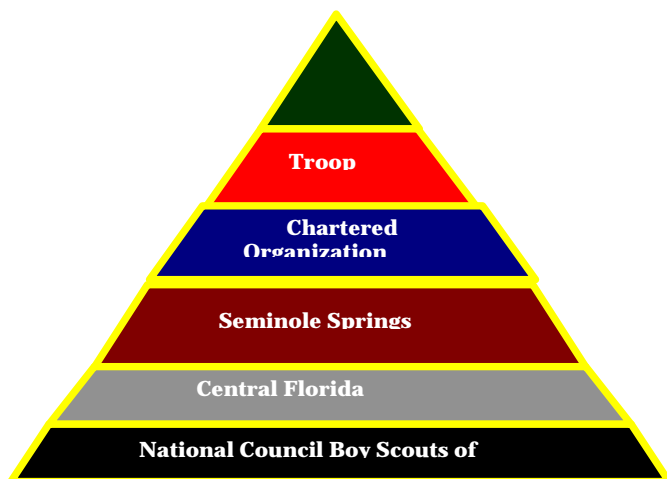 Troop
Chartered
Organization
Seminole Springs
Central Florida
National Council Boy Scouts of